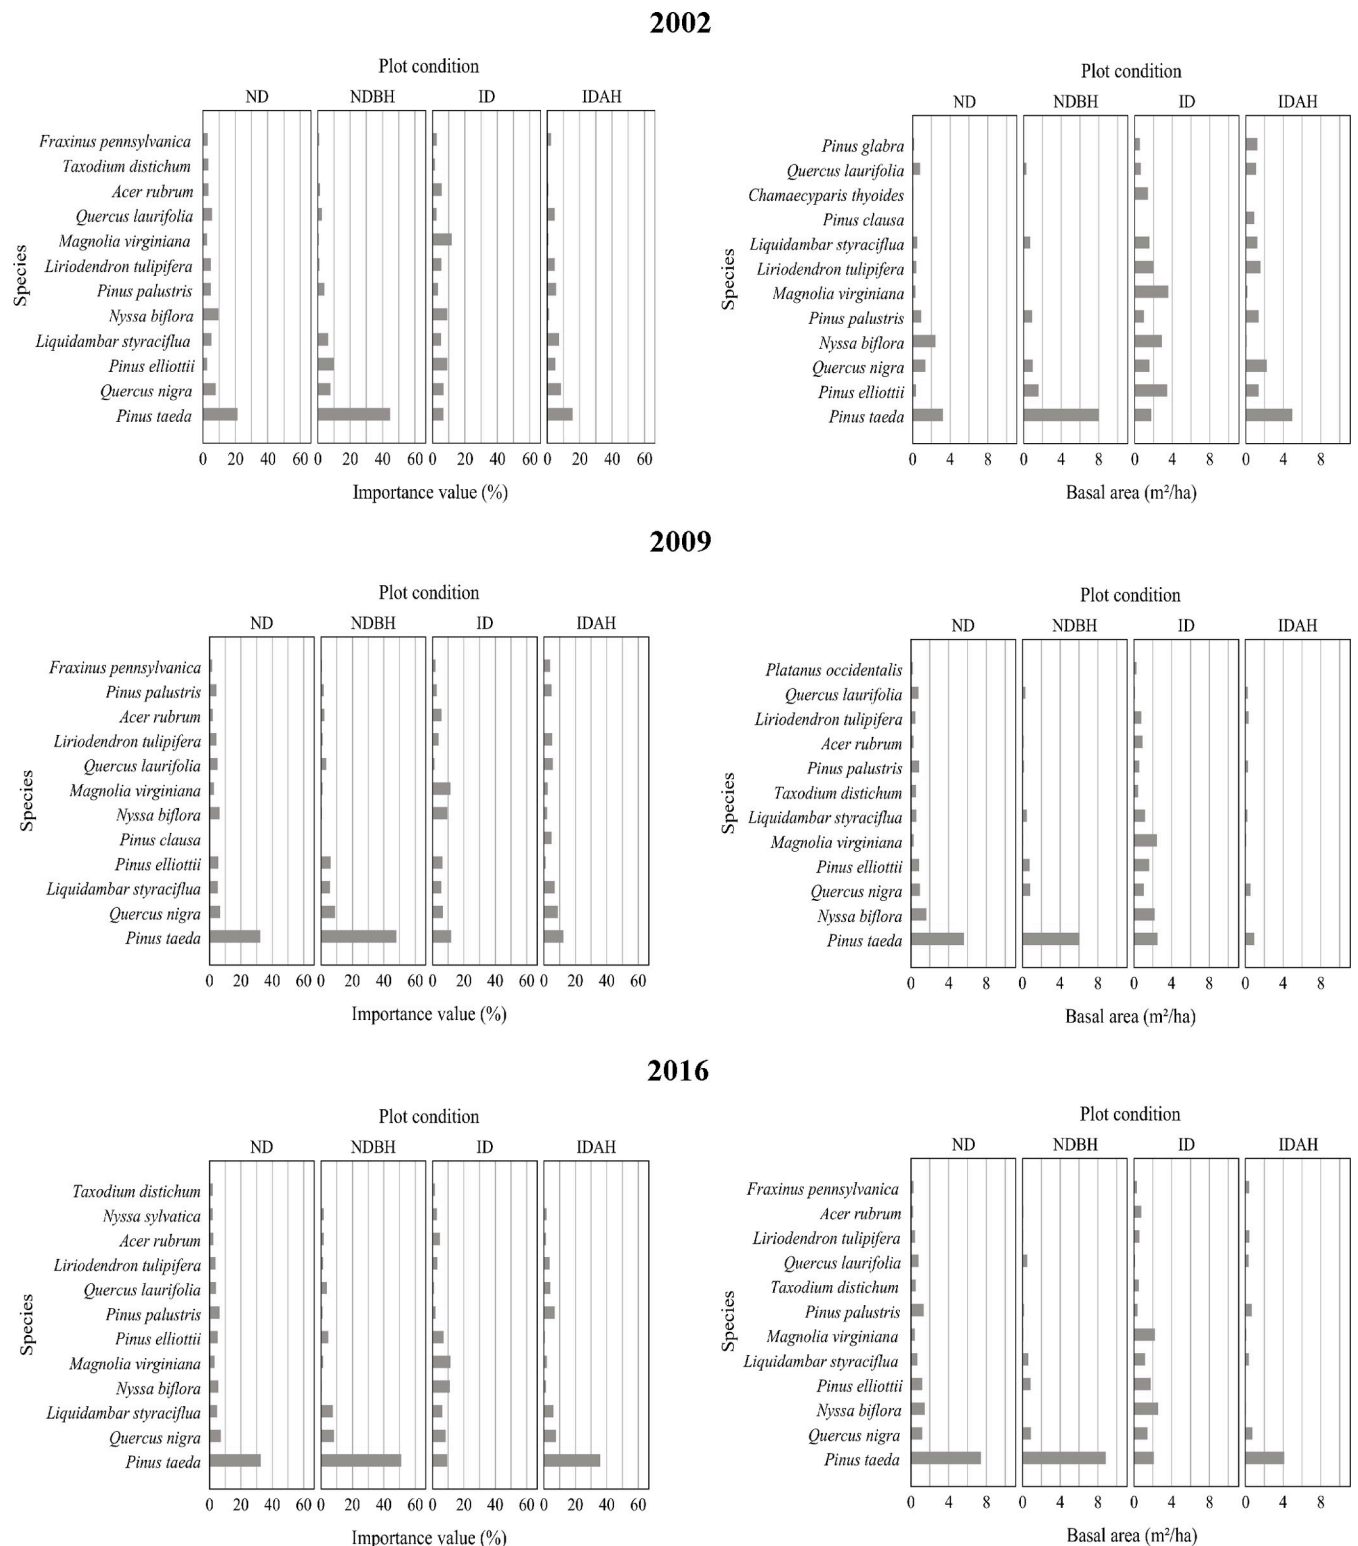 2002
Plot condition
ND NDBH ID IDAH
Species
Fraxinus pennsylvanica
Taxodium distichum
Acer rubrum
Quercus laurifolia
Magnolia virginiana
Liriodendron tulipifera
Pinus palustris
Nyssa biflora
Liquidambar styraciflua
Pinus elliottii
Quercus nigra
Pinus taeda
0 20 40 60 0 20 40 60 0 20 40 60 0 20 40 60
Importance value (%)
Plot condition
ND NDBH ID IDAH
Species
Pinus glabra
Quercus laurifolia
Chamaecyparis thyoides
Pinus clausa
Liquidambar styraciflua
Liriodendron tulipifera
Magnolia virginiana
Pinus palustris
Nyssa biflora
Quercus nigra
Pinus elliottii
Pinus taeda
0 4 8 0 4 8 0 4 8 0 4 8
Basal area (m²/ha)
2009
Plot condition
ND NDBH ID IDAH
Species
Fraxinus pennsylvanica
Pinus palustris
Acer rubrum
Liriodendron tulipifera
Quercus laurifolia
Magnolia virginiana
Nyssa biflora
Pinus clausa
Pinus elliottii
Liquidambar styraciflua
Quercus nigra
Pinus taeda
0 20 40 60 0 20 40 60 0 20 40 60 0 20 40 60
Importance value (%)
Plot condition
ND NDBH ID IDAH
Species
Platanus occidentalis
Quercus laurifolia
Liriodendron tulipifera
Acer rubrum
Pinus palustris
Taxodium distichum
Liquidambar styraciflua
Magnolia virginiana
Pinus elliottii
Quercus nigra
Nyssa biflora
Pinus taeda
0 4 8 0 4 8 0 4 8 0 4 8
Basal area (m²/ha)
2016
Plot condition
ND NDBH ID IDAH
Species
Taxodium distichum
Nyssa sylvatica
Acer rubrum
Liriodendron tulipifera
Quercus laurifolia
Pinus palustris
Pinus elliottii
Magnolia virginiana
Nyssa biflora
Liquidambar styraciflua
Quercus nigra
Pinus taeda
0 20 40 60 0 20 40 60 0 20 40 60 0 20 40 60
Importance value (%)
Plot condition
ND NDBH ID IDAH
Species
Fraxinus pennsylvanica
Acer rubrum
Liriodendron tulipifera
Quercus laurifolia
Taxodium distichum
Pinus palustris
Magnolia virginiana
Liquidambar styraciflua
Pinus elliottii
Nyssa biflora
Quercus nigra
Pinus taeda
0 4 8 0 4 8 0 4 8 0 4 8
Basal area (m²/ha)